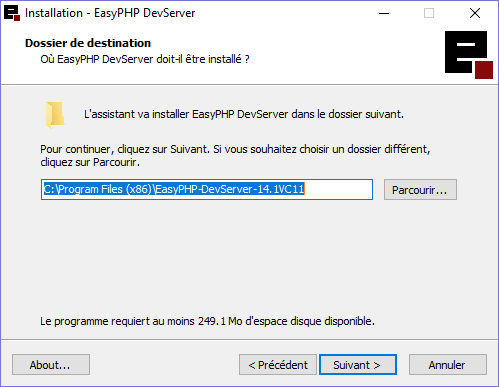 Installation - EasyPHP DevServer
Dossier de destination
Où EasyPHP DevServer doit-il être installé ?
L'assistant va installer EasyPHP DevServer dans le dossier suivant.
Pour continuer, cliquez sur Suivant. Si vous souhaitez choisir un dossier différent,
cliquez sur Parcourir.
C:\Program Files (x86)\EasyPHP-DevServer-14.1VC11
Parcourir...
Le programme requiert au moins 249.1 Mo d'espace disque disponible.
About...
< Précédent
Suivant >
Annuler